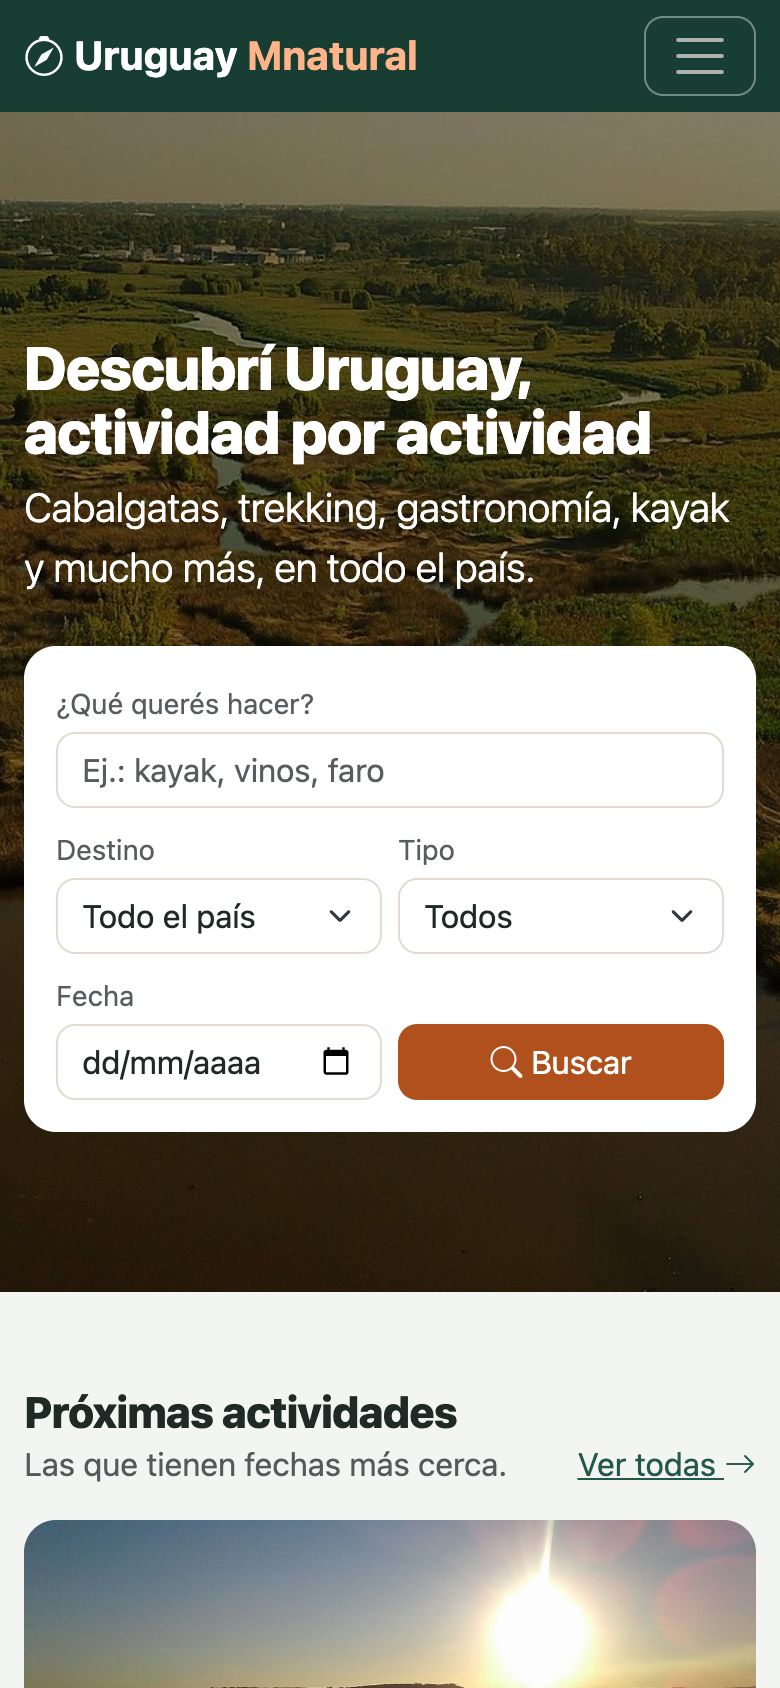 Uruguay Mnatural
Descubrí Uruguay,
actividad por actividad
Cabalgatas, trekking, gastronomía, kayak
y mucho más, en todo el país.
¿Qué querés hacer?
Ej.: kayak, vinos, faro
Destino
Tipo
Todo el país
Todos
Fecha
dd/mm/aaaa
Buscar
Próximas actividades
Las que tienen fechas más cerca.
Ver todas →